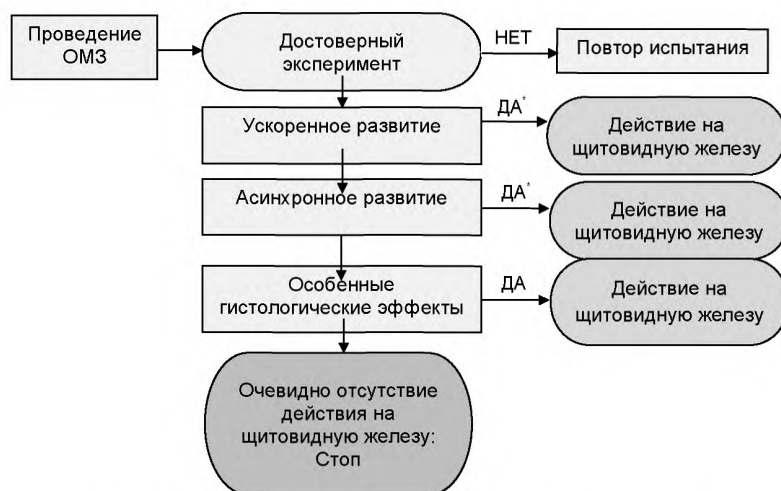 Проведение
ОМЗ
Достоверный
эксперимент
НЕТ
Повтор испытания
Ускоренное развитие
ДА*
Действие на
щитовидную железу
Асинхронное развитие
ДА*
Действие на
щитовидную железу
Особенные
гистологические эффекты
ДА
Действие на
щитовидную железу
Очевидно отсутствие
действия на
щитовидную железу:
Стоп